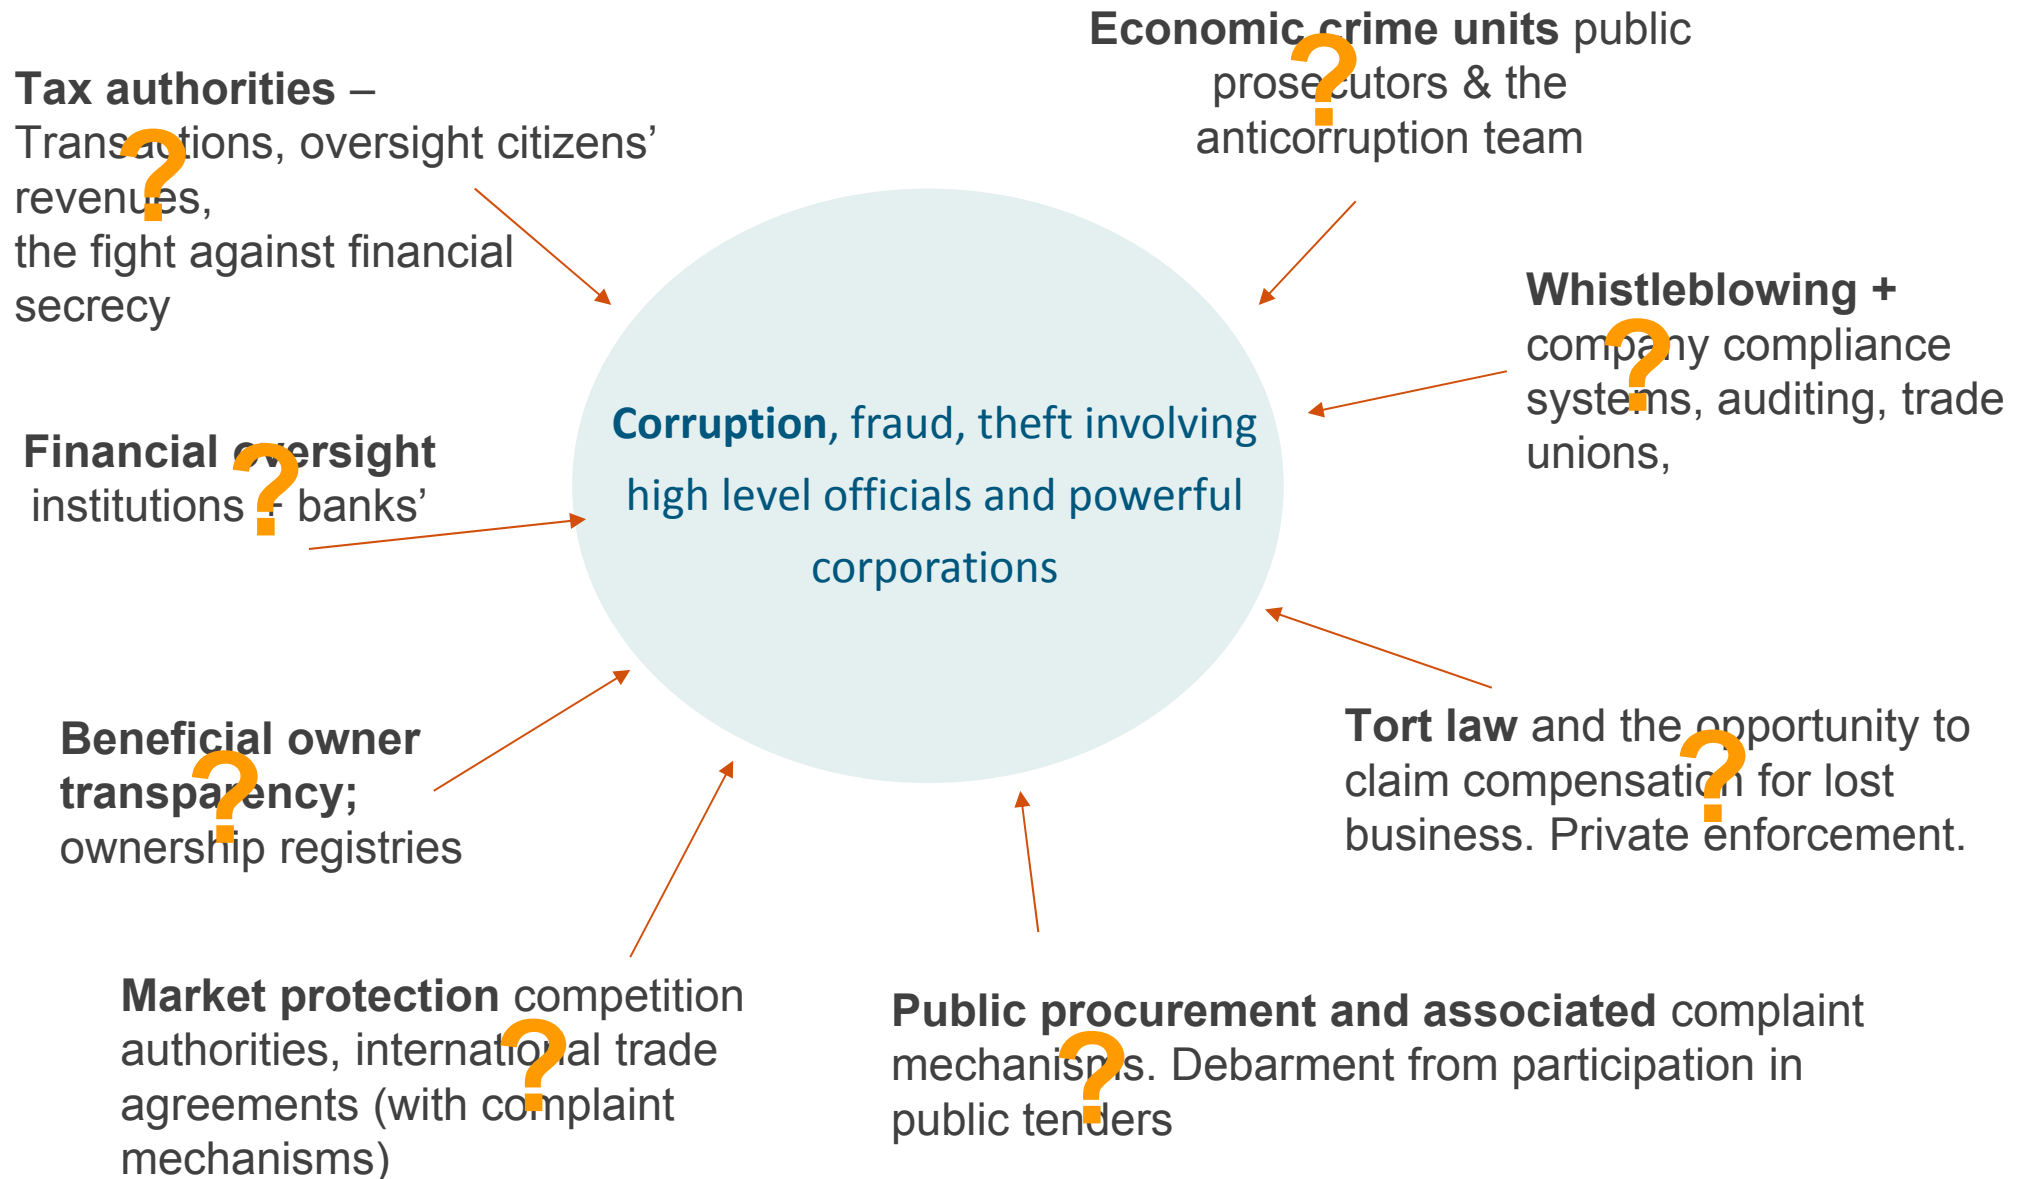 Economic crime units public
prosecutors & the
anticorruption team
Tax authorities –
Transactions, oversight citizens’
revenues,
the fight against financial
secrecy
?
?
Whistleblowing +
company compliance
systems, auditing, trade
unions,
?
Financial oversight
institutions + banks’
?
Corruption, fraud, theft involving
high level officials and powerful
corporations
Beneficial owner
transparency;
ownership registries
?
Tort law and the opportunity to
claim compensation for lost
business. Private enforcement.
?
Market protection competition
authorities, international trade
agreements (with complaint
mechanisms)
?
Public procurement and associated complaint
mechanisms. Debarment from participation in
public tenders
?